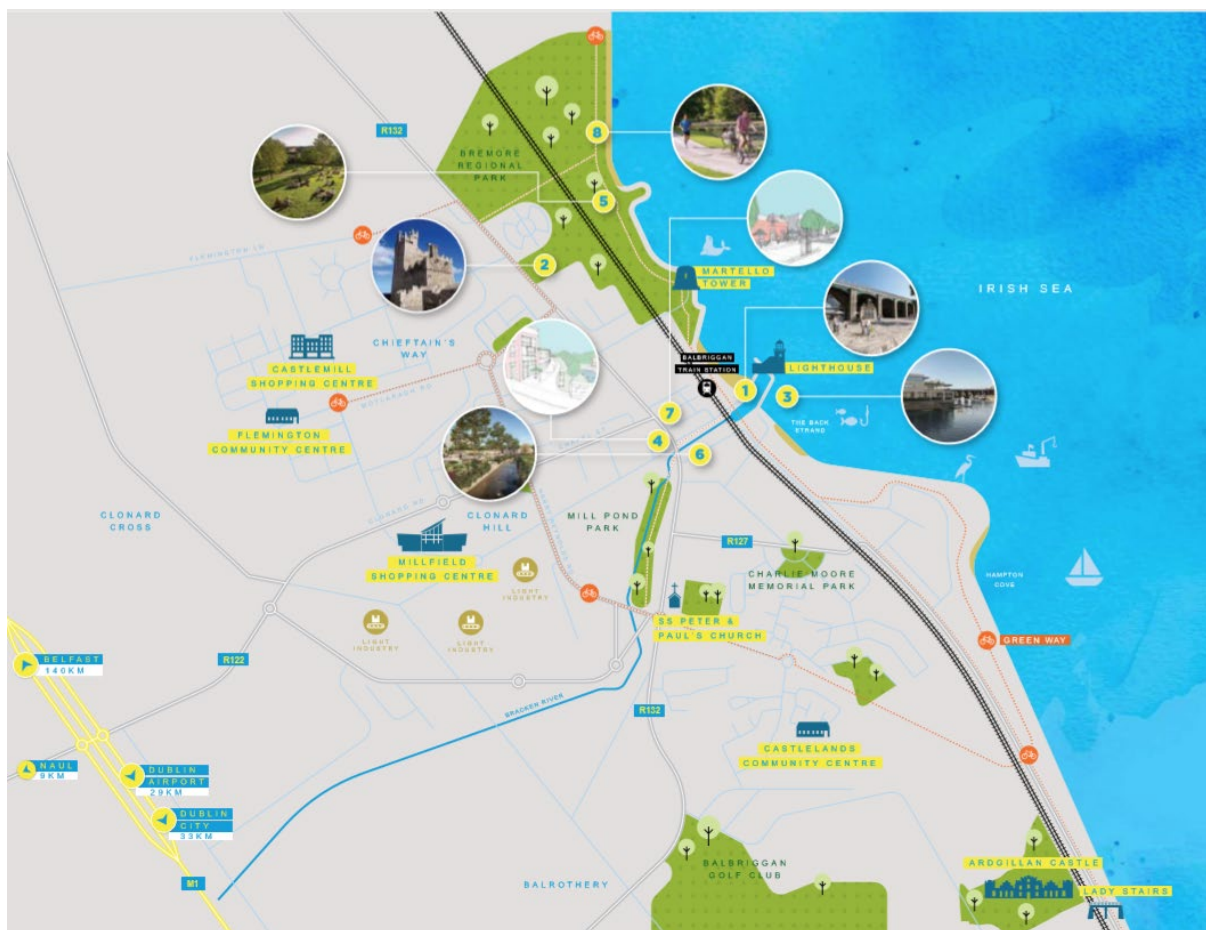 R132
8
BREMORE
REGIONAL
PARK
5
FLEMINGTON LN
2
MARTELLO
TOWER
IRISH SEA
CHIEFTAIN'S
WAY
CASTLEMILL
SHOPPING CENTRE
BALBRIGGAN
TRAIN STATION
LIGHTHOUSE
1
3
7
FLEMINGTON
COMMUNITY CENTRE
THE BACK
STRAND
4
6
CLONARD
CROSS
CLONARD RD
CLONARD
HILL
MILL POND
PARK
R127
MILLFIELD
SHOPPING CENTRE
CHARLIE MOORE
MEMORIAL PARK
HAMPTON
COVE
LIGHT
INDUSTRY
LIGHT
INDUSTRY
LIGHT
INDUSTRY
SS PETER &
PAUL'S CHURCH
GREEN WAY
BELFAST
140KM
R122
BRACKEN RIVER
R132
CASTLELANDS
COMMUNITY CENTRE
NAUL
9KM
DUBLIN
AIRPORT
29KM
DUBLIN
CITY
33KM
M1
BALROTHERY
BALBRIGGAN
GOLF CLUB
ARDGILLAN CASTLE
LADY STAIRS